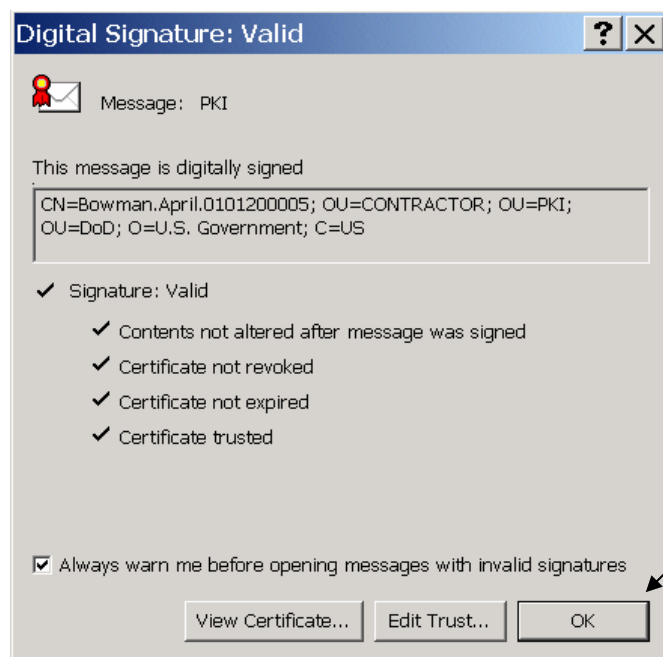 Digital Signature: Valid
Message: PKI
This message is digitally signed
CN=Bowman.April.0101200005; OU=CONTRACTOR; OU=PKI;
OU=DoD; O=U.S. Government; C=US
Signature: Valid
Contents not altered after message was signed
Certificate not revoked
Certificate not expired
Certificate trusted
Always warn me before opening messages with invalid signatures
View Certificate... Edit Trust... OK